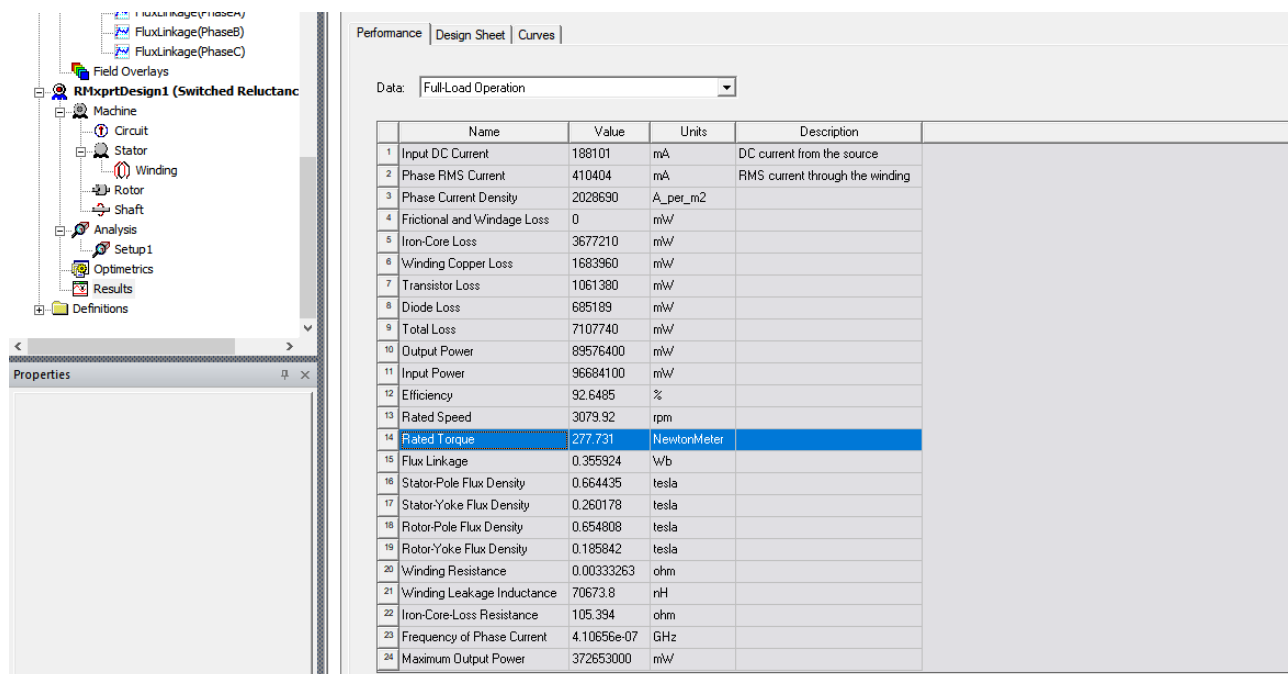 FluxLinkage(PhaseA)
FluxLinkage(PhaseB)
FluxLinkage(PhaseC)
Field Overlays
RMxprtDesign1 (Switched Reluctanc
Machine
Circuit
Stator
Winding
Rotor
Shaft
Analysis
Setup1
Optimetrics
Results
Definitions
Properties
Performance Design Sheet Curves
Data: Full-Load Operation
Name Value Units Description
1 Input DC Current 188101 mA DC current from the source
2 Phase RMS Current 410404 mA RMS current through the winding
3 Phase Current Density 2028690 A_per_m2
4 Frictional and Windage Loss 0 mW
5 Iron-Core Loss 3677210 mW
6 Winding Copper Loss 1683960 mW
7 Transistor Loss 1061380 mW
8 Diode Loss 685189 mW
9 Total Loss 7107740 mW
10 Output Power 89576400 mW
11 Input Power 96684100 mW
12 Efficiency 92.6485 %
13 Rated Speed 3079.92 rpm
14 Rated Torque 277.731 NewtonMeter
15 Flux Linkage 0.355924 Wb
16 Stator-Pole Flux Density 0.664435 tesla
17 Stator-Yoke Flux Density 0.260178 tesla
18 Rotor-Pole Flux Density 0.654808 tesla
19 Rotor-Yoke Flux Density 0.185842 tesla
20 Winding Resistance 0.00333263 ohm
21 Winding Leakage Inductance 70673.8 nH
22 Iron-Core-Loss Resistance 105.394 ohm
23 Frequency of Phase Current 4.10656e-07 GHz
24 Maximum Output Power 372653000 mW